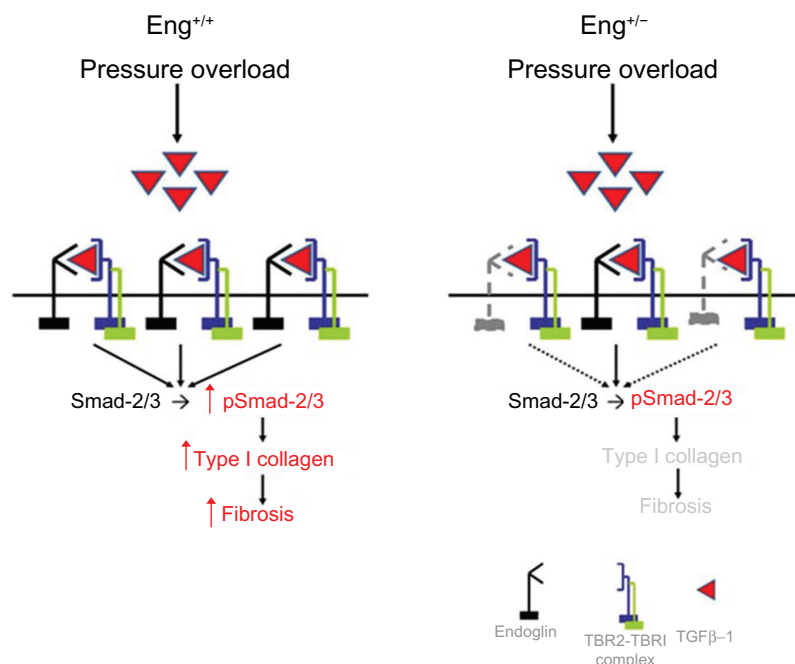 Eng+/+
Pressure overload
Smad-2/3 → ↑ pSmad-2/3
↑ Type I collagen
↑ Fibrosis
Eng+/−
Pressure overload
Smad-2/3 → pSmad-2/3
Type I collagen
Fibrosis
Endoglin
TBR2-TBRI
complex
TGFβ–1